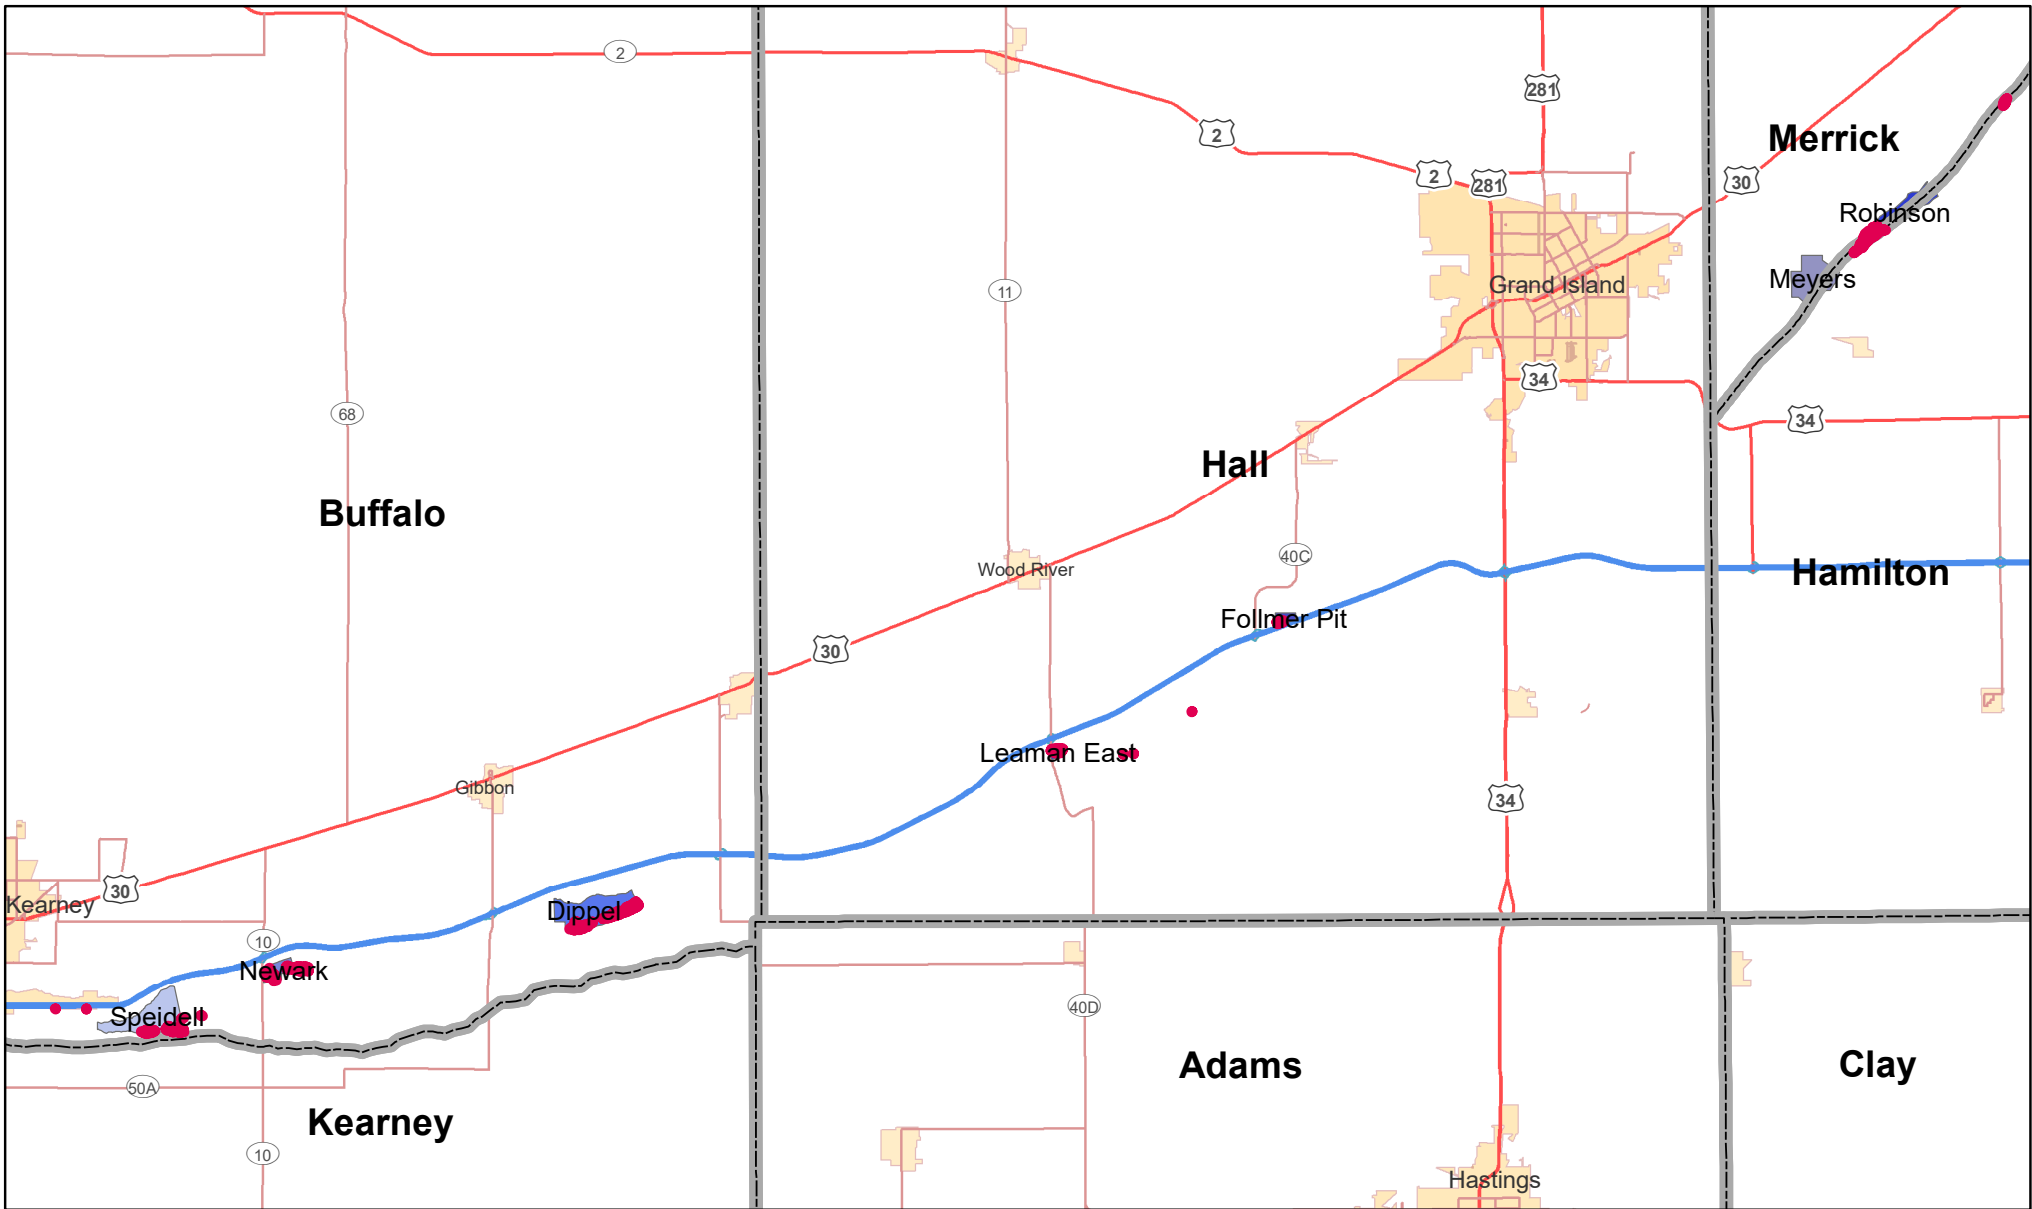 2
281
2
Merrick
2
281
30
Robinson
Meyers
Grand Island
11
34
68
34
Hall
Buffalo
40C
Wood River
Hamilton
Follmer Pit
30
Leaman East
Gibbon
34
30
Kearney
Dippel
10
Newark
40D
Speidell
Adams
Clay
50A
Kearney
10
Hastings